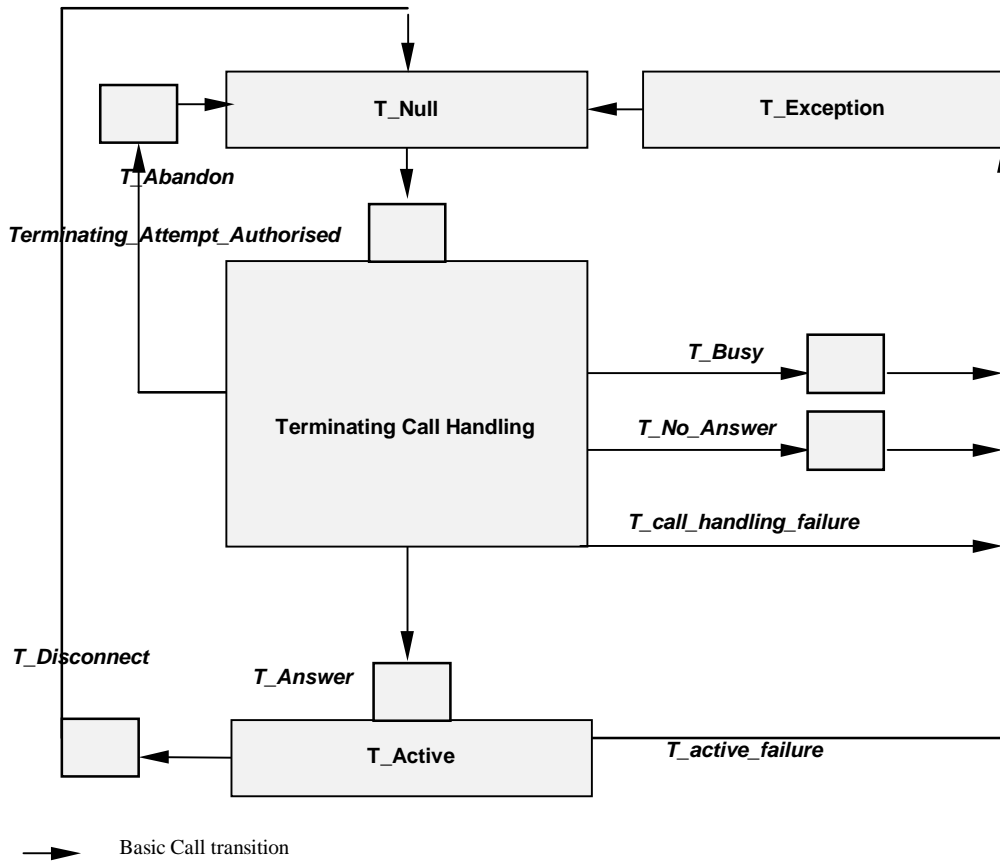 T_Null
T_Exception
T_Abandon
Terminating_Attempt_Authorised
T_Busy
Terminating Call Handling
T_No_Answer
T_call_handling_failure
T_Disconnect
T_Answer
T_Active
T_active_failure
Basic Call transition